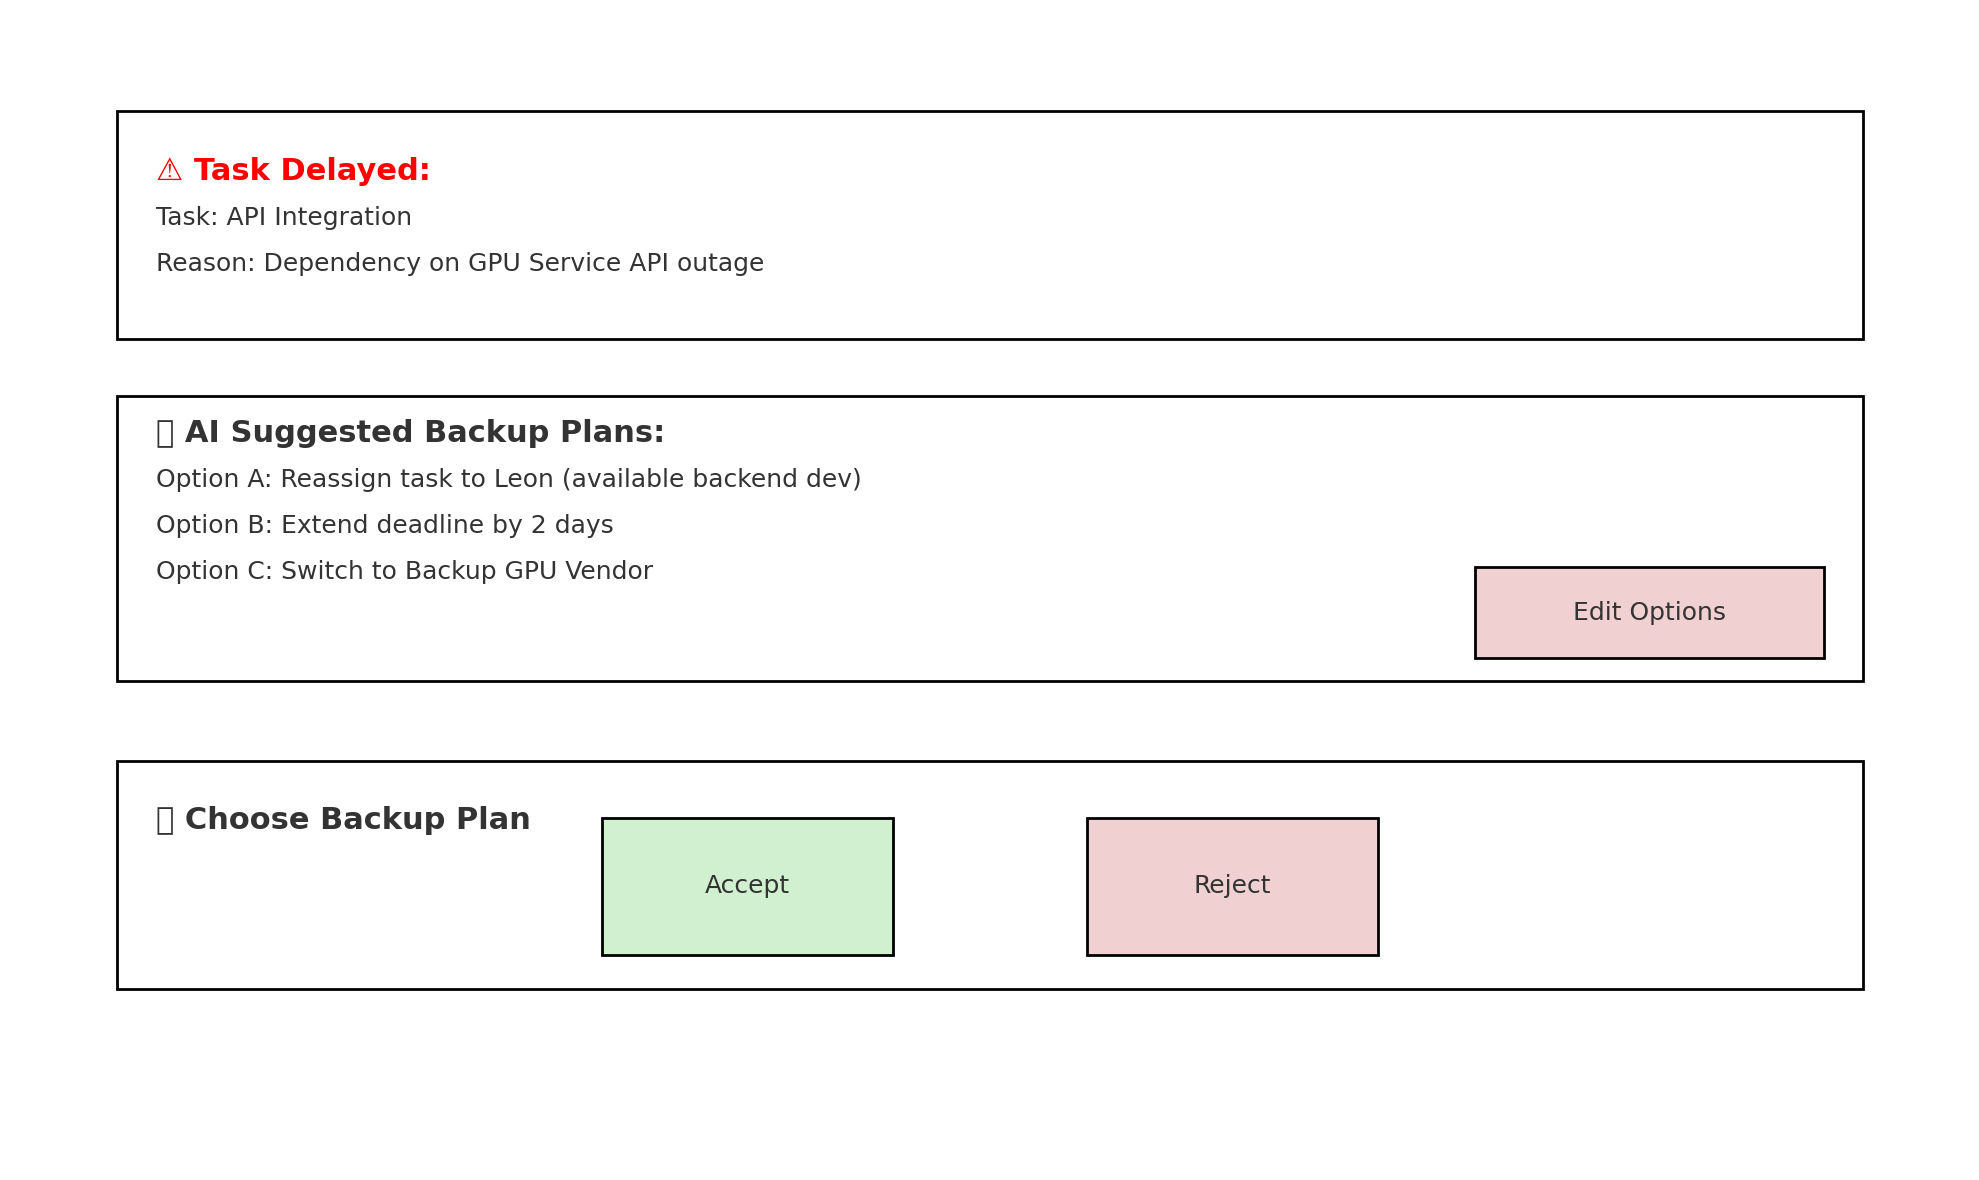 ⚠ Task Delayed:
Task: API Integration
Reason: Dependency on GPU Service API outage
AI Suggested Backup Plans:
Option A: Reassign task to Leon (available backend dev)
Option B: Extend deadline by 2 days
Option C: Switch to Backup GPU Vendor
Edit Options
Choose Backup Plan
Accept
Reject